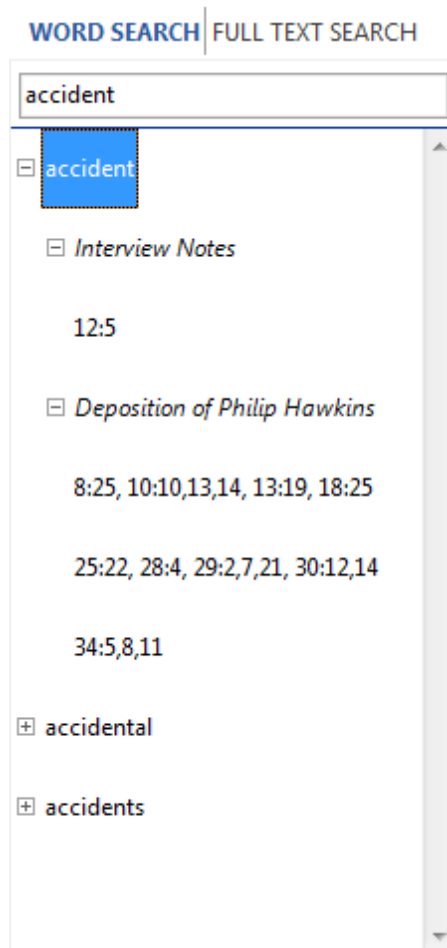 WORD SEARCH FULL TEXT SEARCH
accident
accident
Interview Notes
12:5
Deposition of Philip Hawkins
8:25, 10:10,13,14, 13:19, 18:25
25:22, 28:4, 29:2,7,21, 30:12,14
34:5,8,11
accidental
accidents